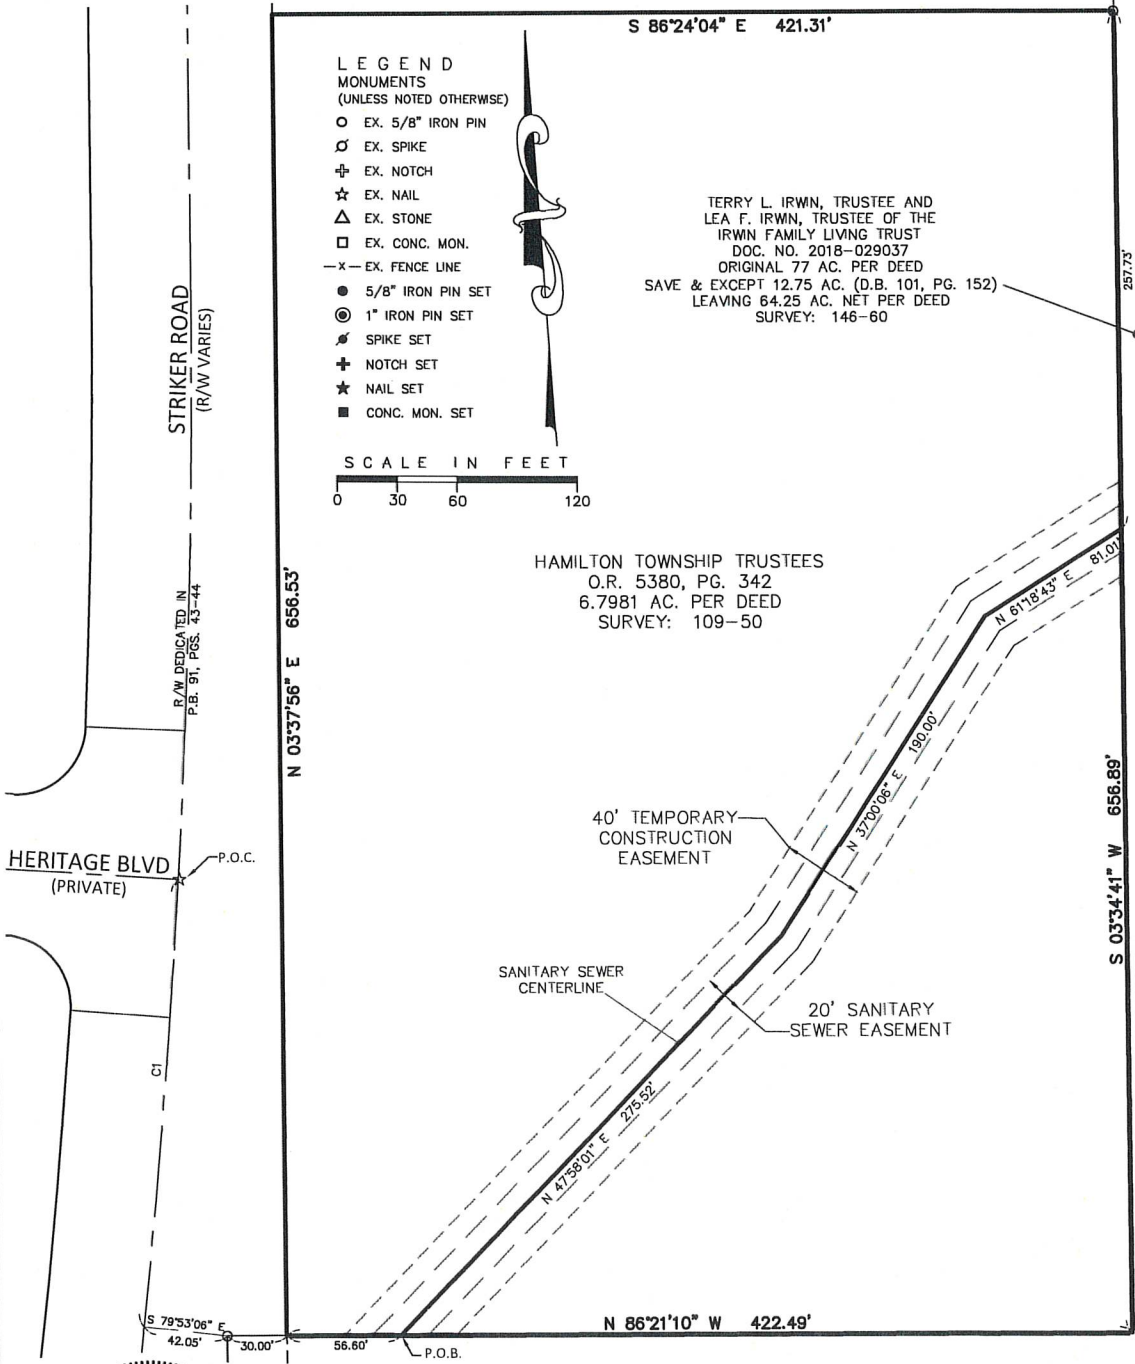 S 86°24'04" E 421.31'
LEGEND
MONUMENTS
(UNLESS NOTED OTHERWISE)
EX. 5/8" IRON PIN
EX. SPIKE
EX. NOTCH
EX. NAIL
EX. STONE
EX. CONC. MON.
—x— EX. FENCE LINE
5/8" IRON PIN SET
1" IRON PIN SET
SPIKE SET
NOTCH SET
NAIL SET
CONC. MON. SET
SCALE IN FEET
0 30 60 120
TERRY L. IRWIN, TRUSTEE AND
LEA F. IRWIN, TRUSTEE OF THE
IRWIN FAMILY LIVING TRUST
DOC. NO. 2018-029037
ORIGINAL 77 AC. PER DEED
SAVE & EXCEPT 12.75 AC. (D.B. 101, PG. 152)
LEAVING 64.25 AC. NET PER DEED
SURVEY: 146-60
257.73'
STRIKER ROAD
(R/W VARIES)
R/W DEDICATED IN
P.B. 91, PGS. 43-44
N 03°37'56" E 656.53'
HAMILTON TOWNSHIP TRUSTEES
O.R. 5380, PG. 342
6.7981 AC. PER DEED
SURVEY: 109-50
N 61°18'43" E 81.01'
N 37°00'06" E 190.00'
40' TEMPORARY
CONSTRUCTION
EASEMENT
S 03°34'41" W 656.89'
HERITAGE BLVD
(PRIVATE)
P.O.C.
SANITARY SEWER
CENTERLINE
20' SANITARY
SEWER EASEMENT
C1
N 47°58'01" E 275.52'
S 79°53'06" E
42.05'
30.00'
56.60'
P.O.B.
N 86°21'10" W 422.49'